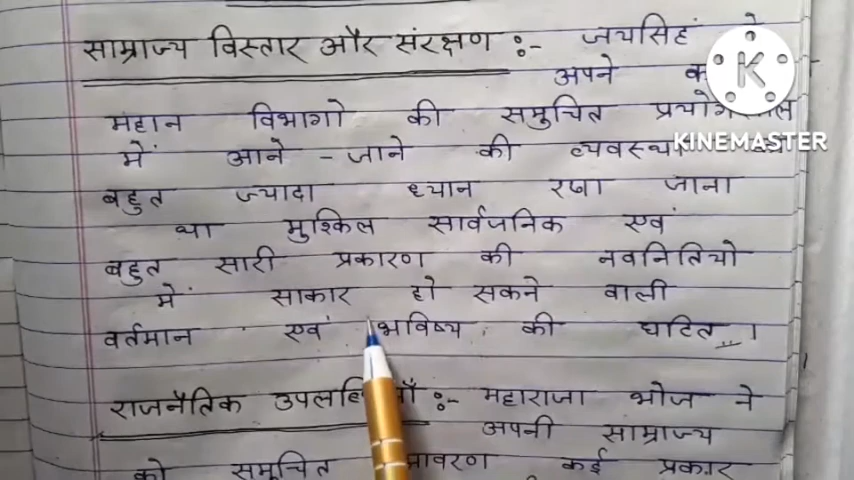 साम्राज्य विस्तार और संरक्षण :- जयसिहं ने
अपने
महान विभागो की समुचित
में आने - जाने की व्यवस्था
बहुत ज्यादा ध्यान रखा जाना
था मुश्किल सार्वजनिक एवं
बहुत सारी प्रकारण की नवनितियो
में साकार हो सकने वाली
वर्तमान एवं भाविष्य की घटित ।
राजनैतिक :- महाराजा भोज ने
अपनी साम्राज्य
को समुचित कई प्रकार
KINEMASTER